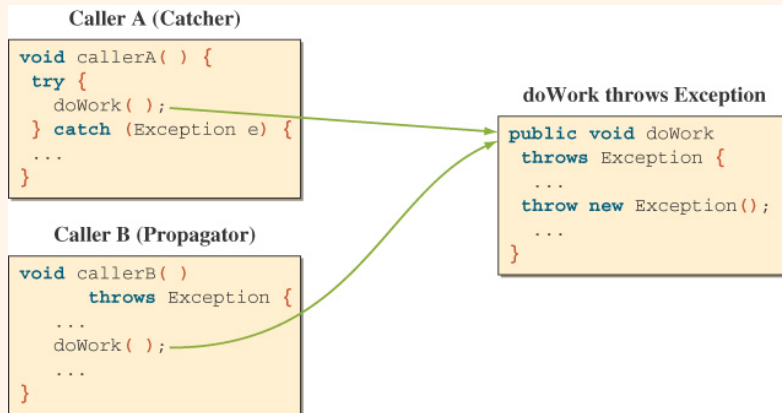 Caller A (Catcher)
void callerA( ) {
try {
doWork( );
} catch (Exception e) {
...
}
doWork throws Exception
public void doWork
throws Exception {
...
throw new Exception();
...
}
Caller B (Propagator)
void callerB( )
throws Exception {
...
doWork( );
...
}